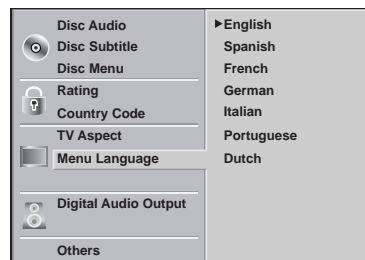 Disc Audio
Disc Subtitle
Disc Menu
Rating
Country Code
TV Aspect
Menu Language
Digital Audio Output
Others
English
Spanish
French
German
Italian
Portuguese
Dutch